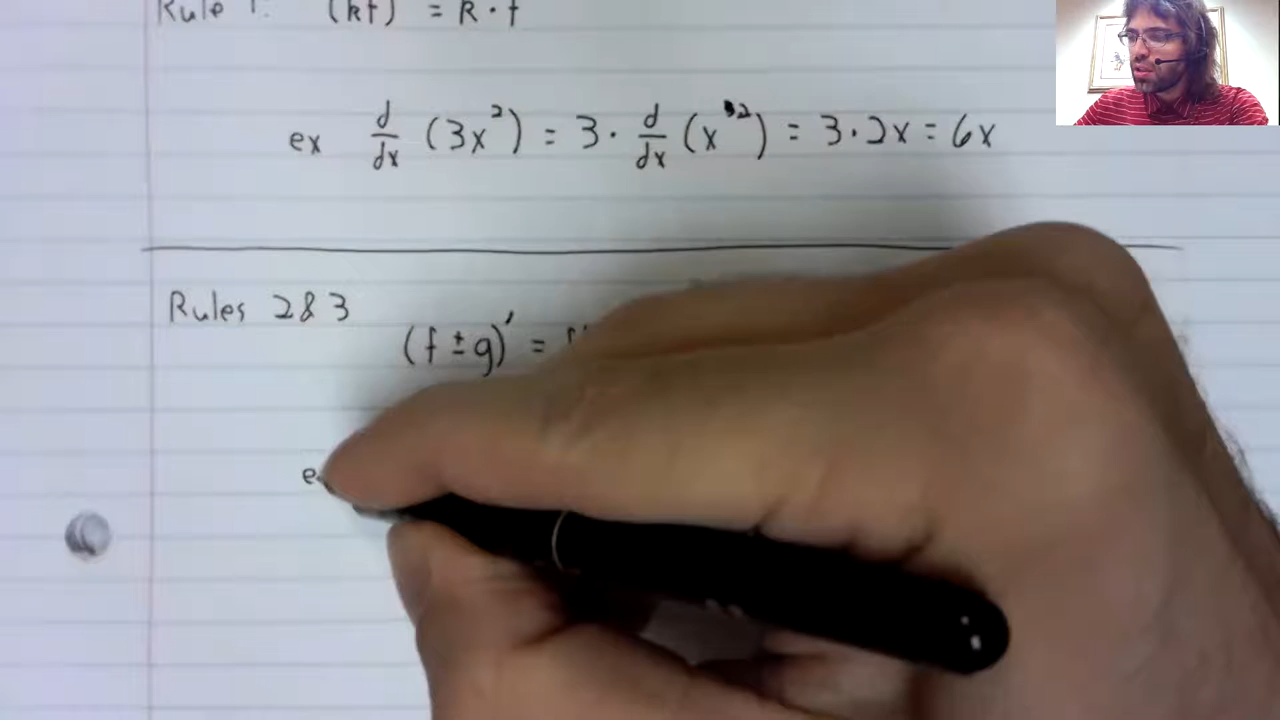 Rule 1: (kf) = k · f
ex d/dx (3x²) = 3 · d/dx (x²) = 3 · 2x = 6x
Rules 2 & 3
(f ± g)' = f'
e